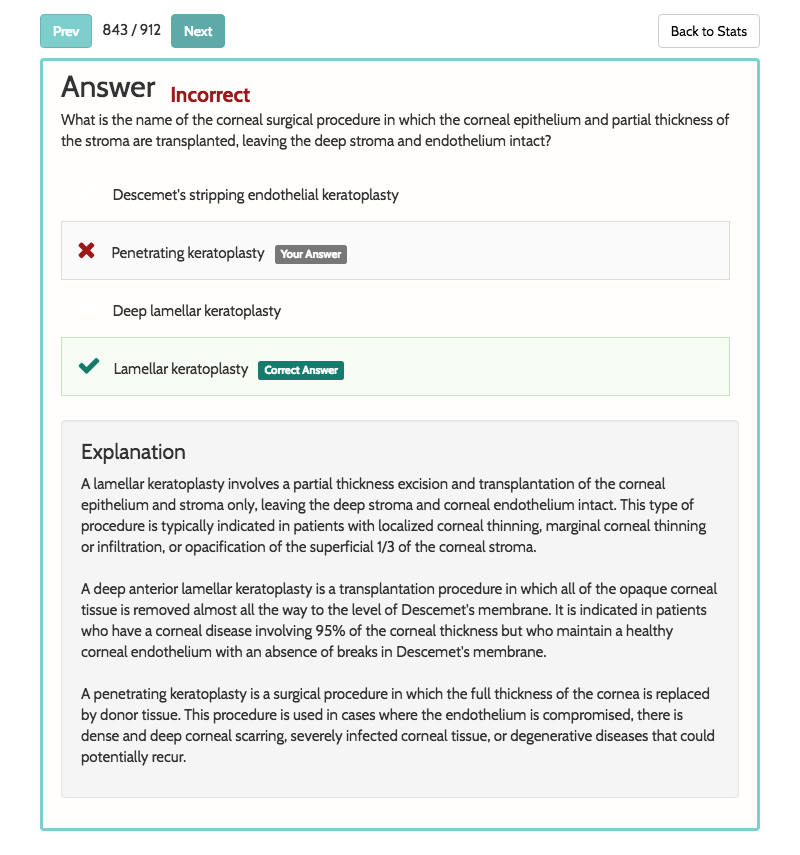 Prev 843 / 912 Next Back to Stats
Answer Incorrect
What is the name of the corneal surgical procedure in which the corneal epithelium and partial thickness of
the stroma are transplanted, leaving the deep stroma and endothelium intact?
Descemet's stripping endothelial keratoplasty
Penetrating keratoplasty Your Answer
Deep lamellar keratoplasty
Lamellar keratoplasty Correct Answer
Explanation
A lamellar keratoplasty involves a partial thickness excision and transplantation of the corneal
epithelium and stroma only, leaving the deep stroma and corneal endothelium intact. This type of
procedure is typically indicated in patients with localized corneal thinning, marginal corneal thinning
or infiltration, or opacification of the superficial 1/3 of the corneal stroma.
A deep anterior lamellar keratoplasty is a transplantation procedure in which all of the opaque corneal
tissue is removed almost all the way to the level of Descemet's membrane. It is indicated in patients
who have a corneal disease involving 95% of the corneal thickness but who maintain a healthy
corneal endothelium with an absence of breaks in Descemet's membrane.
A penetrating keratoplasty is a surgical procedure in which the full thickness of the cornea is replaced
by donor tissue. This procedure is used in cases where the endothelium is compromised, there is
dense and deep corneal scarring, severely infected corneal tissue, or degenerative diseases that could
potentially recur.